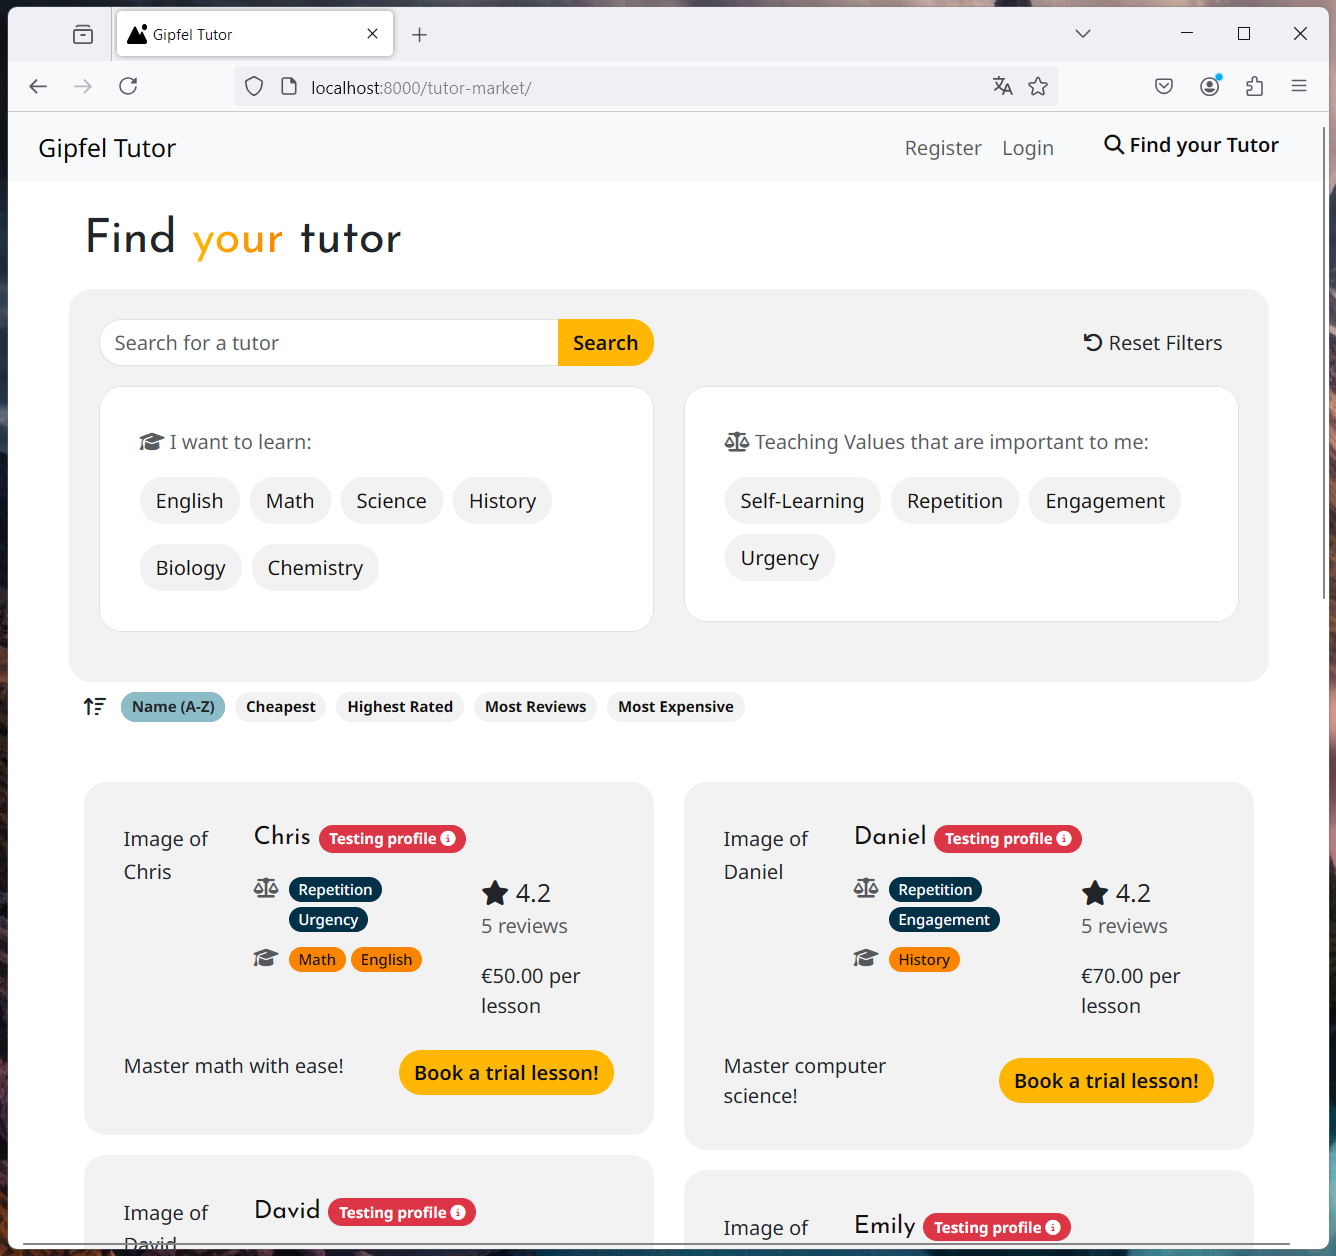 Gipfel Tutor
localhost:8000/tutor-market/
Gipfel Tutor
Register
Login
Find your Tutor
Find your tutor
Search for a tutor
Search
Reset Filters
I want to learn:
English
Math
Science
History
Biology
Chemistry
Teaching Values that are important to me:
Self-Learning
Repetition
Engagement
Urgency
Name (A-Z)
Cheapest
Highest Rated
Most Reviews
Most Expensive
Image of
Chris
Chris
Testing profile
Repetition
Urgency
Math
English
4.2
5 reviews
€50.00 per
lesson
Master math with ease!
Book a trial lesson!
Image of
Daniel
Daniel
Testing profile
Repetition
Engagement
History
4.2
5 reviews
€70.00 per
lesson
Master computer
science!
Book a trial lesson!
Image of
David
David
Testing profile
Image of
Emily
Testing profile